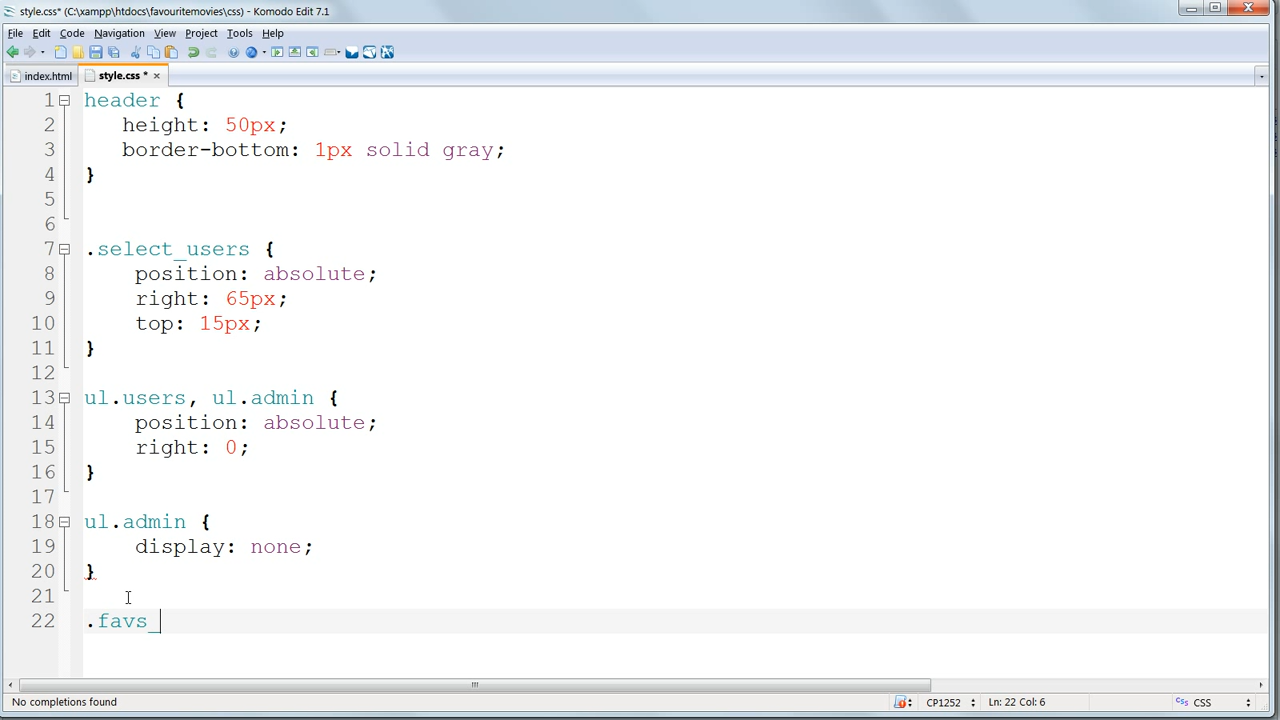 style.css* (C:\xampp\htdocs\favouritemovies\css) - Komodo Edit 7.1
File Edit Code Navigation View Project Tools Help
index.html style.css *
1 header {
2 height: 50px;
3 border-bottom: 1px solid gray;
4 }
5
6
7 .select_users {
8 position: absolute;
9 right: 65px;
10 top: 15px;
11 }
12
13 ul.users, ul.admin {
14 position: absolute;
15 right: 0;
16 }
17
18 ul.admin {
19 display: none;
20 }
21
22 .favs_
No completions found CP1252 Ln: 22 Col: 6 CSS CSS